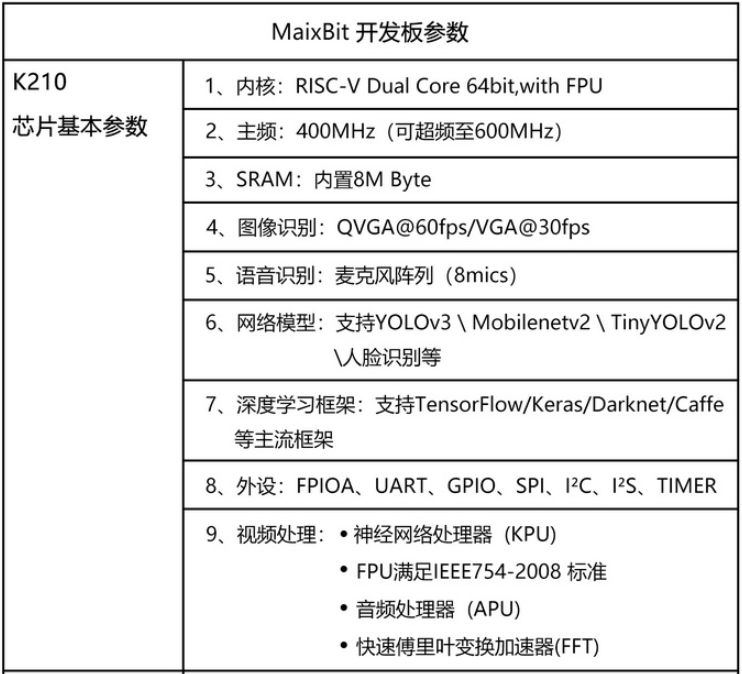 MaixBit 开发板参数
K210
芯片基本参数
1、内核：RISC-V Dual Core 64bit,with FPU
2、主频：400MHz（可超频至600MHz）
3、SRAM：内置8M Byte
4、图像识别：QVGA@60fps/VGA@30fps
5、语音识别：麦克风阵列（8mics）
6、网络模型：支持YOLOv3 \ Mobilenetv2 \ TinyYOLOv2
\人脸识别等
7、深度学习框架：支持TensorFlow/Keras/Darknet/Caffe
等主流框架
8、外设：FPIOA、UART、GPIO、SPI、I²C、I²S、TIMER
9、视频处理：• 神经网络处理器 (KPU)
• FPU满足IEEE754-2008 标准
• 音频处理器 (APU)
• 快速傅里叶变换加速器(FFT)